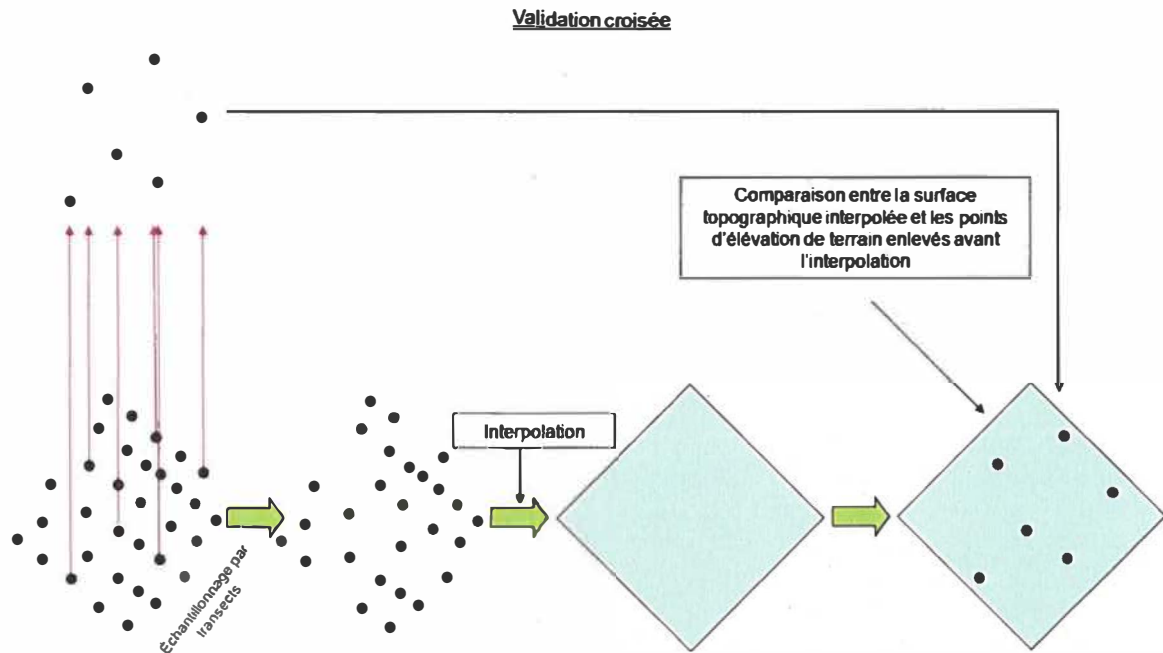 Validation croisée
Comparaison entre la surface
topographique interpolée et les points
d'élévation de terrain enlevés avant
l'interpolation
Interpolation
Échantillonnage par
transects